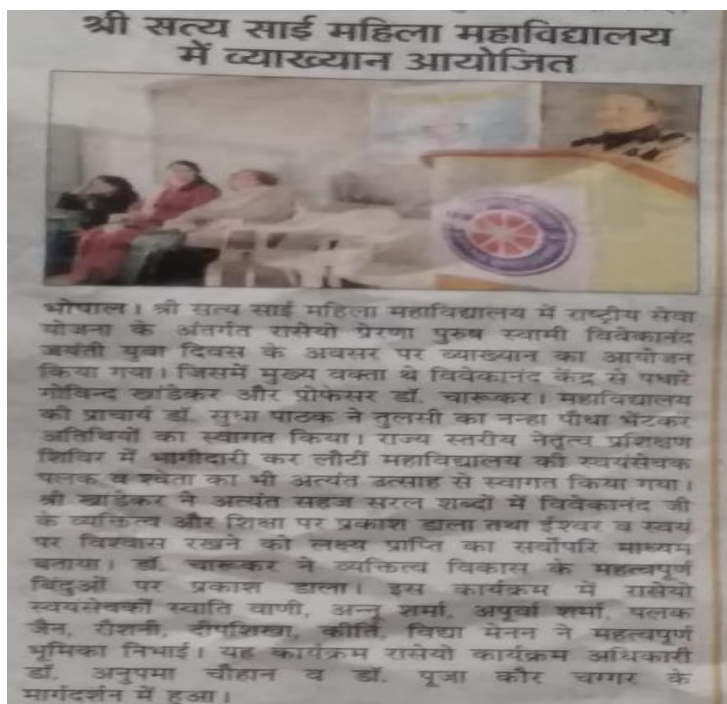 श्री सत्य साई महिला महाविद्यालय
में व्याख्यान आयोजित
भोपाल। श्री सत्य साई महिला महाविद्यालय में राष्ट्रीय सेवा
योजना के अंतर्गत रासेयो प्रेरणा पुरुष स्वामी विवेकानंद
जयंती युवा दिवस के अवसर पर व्याख्यान का आयोजन
किया गया। जिसमें मुख्य वक्ता थे विवेकानंद केंद्र से पधारे
गोविन्द खांडेकर और प्रोफेसर डॉ. चारूकर। महाविद्यालय
की प्राचार्य डॉ. सुधा पाठक ने तुलसी का नन्हा पौधा भेंटकर
अतिथियों का स्वागत किया। राज्य स्तरीय नेतृत्व प्रशिक्षण
शिविर में भागीदारी कर लौटीं महाविद्यालय की स्वयंसेवक
पलक व श्वेता का भी अत्यंत उत्साह से स्वागत किया गया।
श्री खांडेकर ने अत्यंत सहज सरल शब्दों में विवेकानंद जी
के व्यक्तित्व और शिक्षा पर प्रकाश डाला तथा ईश्वर व स्वयं
पर विश्वास रखने को लक्ष्य प्राप्ति का सर्वोपरि माध्यम
बताया। डॉ. चारूकर ने व्यक्तित्व विकास के महत्वपूर्ण
बिंदुओं पर प्रकाश डाला। इस कार्यक्रम में रासेयो
स्वयंसेवकों स्वाति वाणी, अन्नू शर्मा, अपूर्वा शर्मा, पलक
जैन, रौशनी, दीपशिखा, कीर्ति, विद्या मेनन ने महत्वपूर्ण
भूमिका निभाई। यह कार्यक्रम रासेयो कार्यक्रम अधिकारी
डॉ. अनुपमा चौहान व डॉ. पूजा कौर चग्गर के
मार्गदर्शन में हुआ।